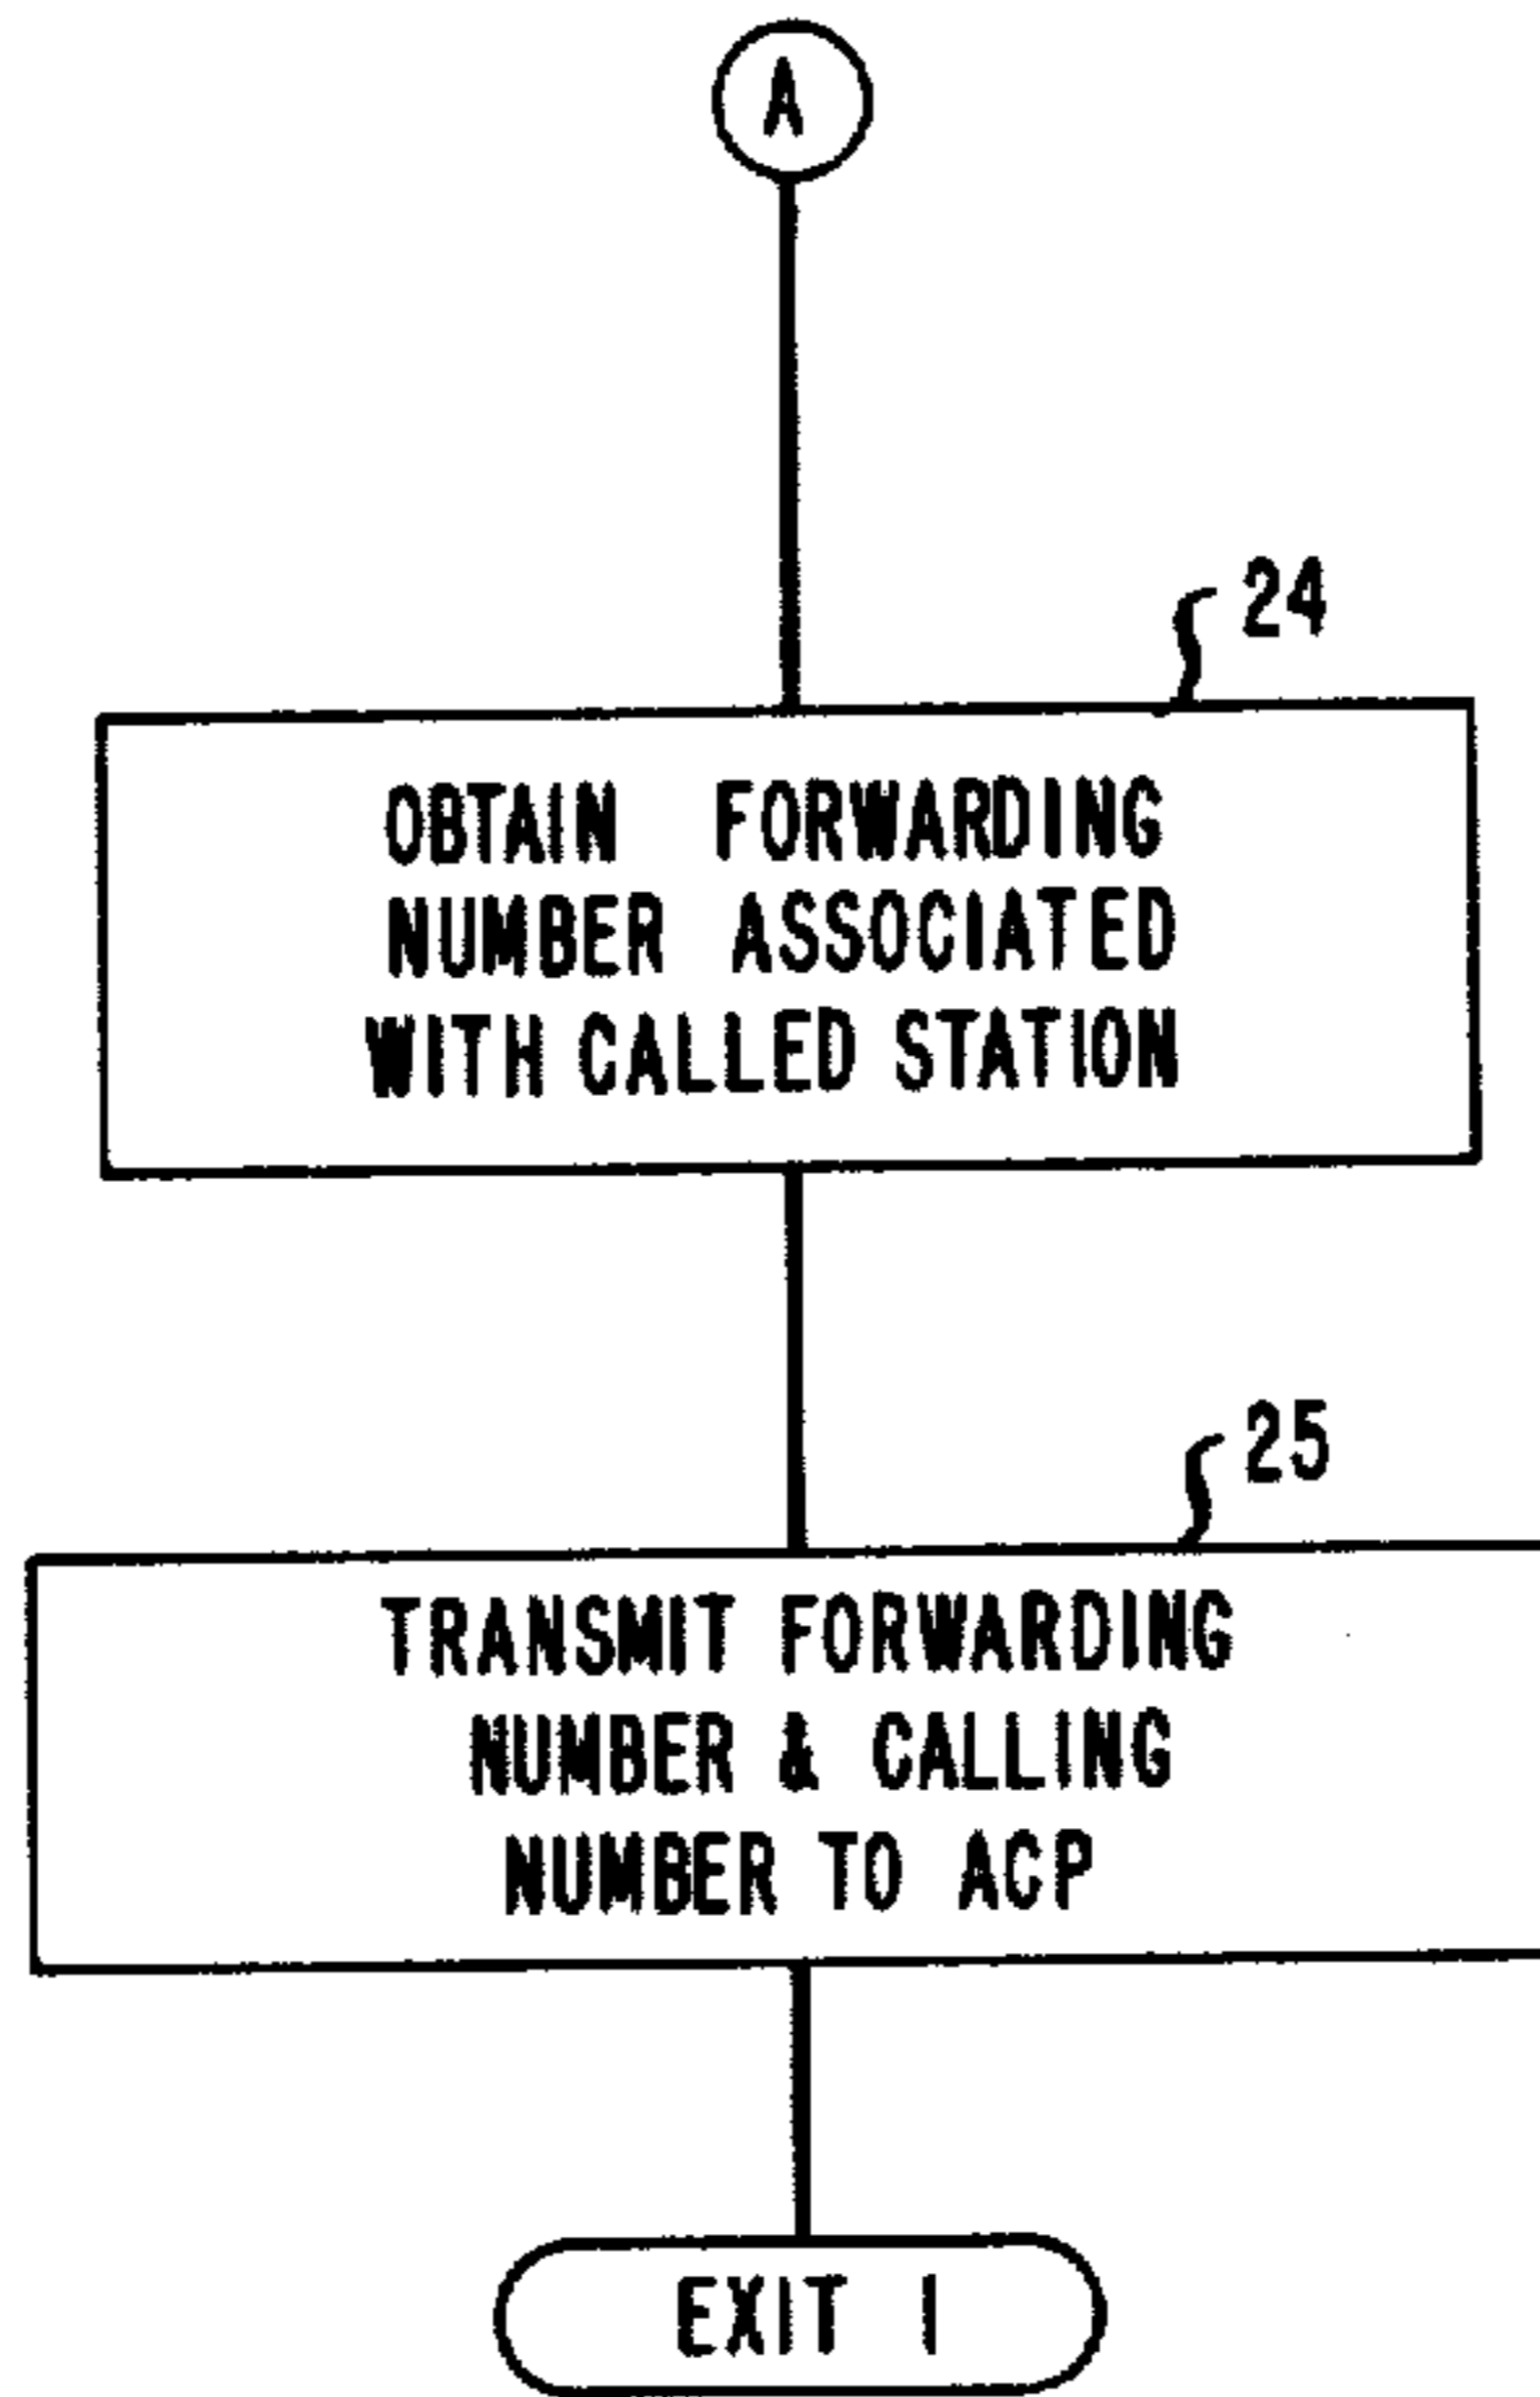 A
24
OBTAIN FORWARDING
NUMBER ASSOCIATED
WITH CALLED STATION
25
TRANSMIT FORWARDING
NUMBER & CALLING
NUMBER TO ACP
EXIT 1